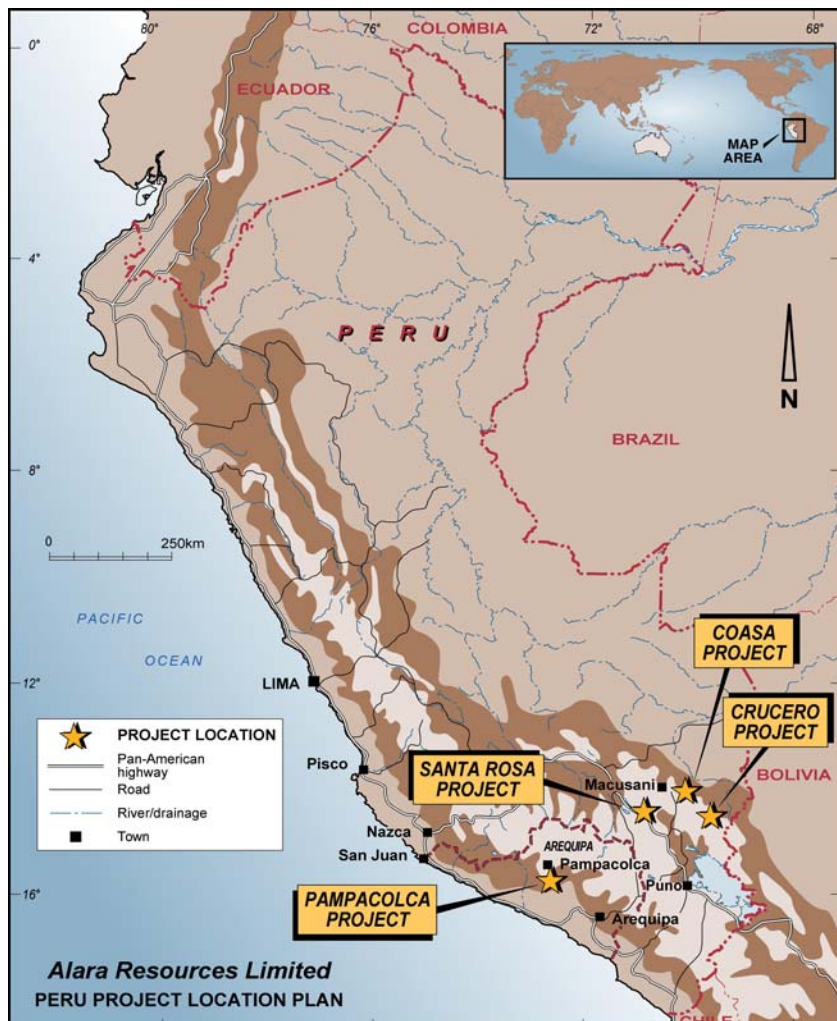 80°
76°
72°
68°
COLOMBIA
0°
ECUADOR
MAP
AREA
4°
PERU
N
BRAZIL
8°
0
250km
PACIFIC
OCEAN
COASA
PROJECT
12°
LIMA
CRUCERO
PROJECT
PROJECT LOCATION
Pan-American
highway
Road
River/drainage
Town
Pisco
SANTA ROSA
PROJECT
Macusani
BOLIVIA
Nazca
San Juan
AREQUIPA
Pampacolca
16°
PAMPACOLCA
PROJECT
Puno
Arequipa
Alara Resources Limited
PERU PROJECT LOCATION PLAN
CHILE